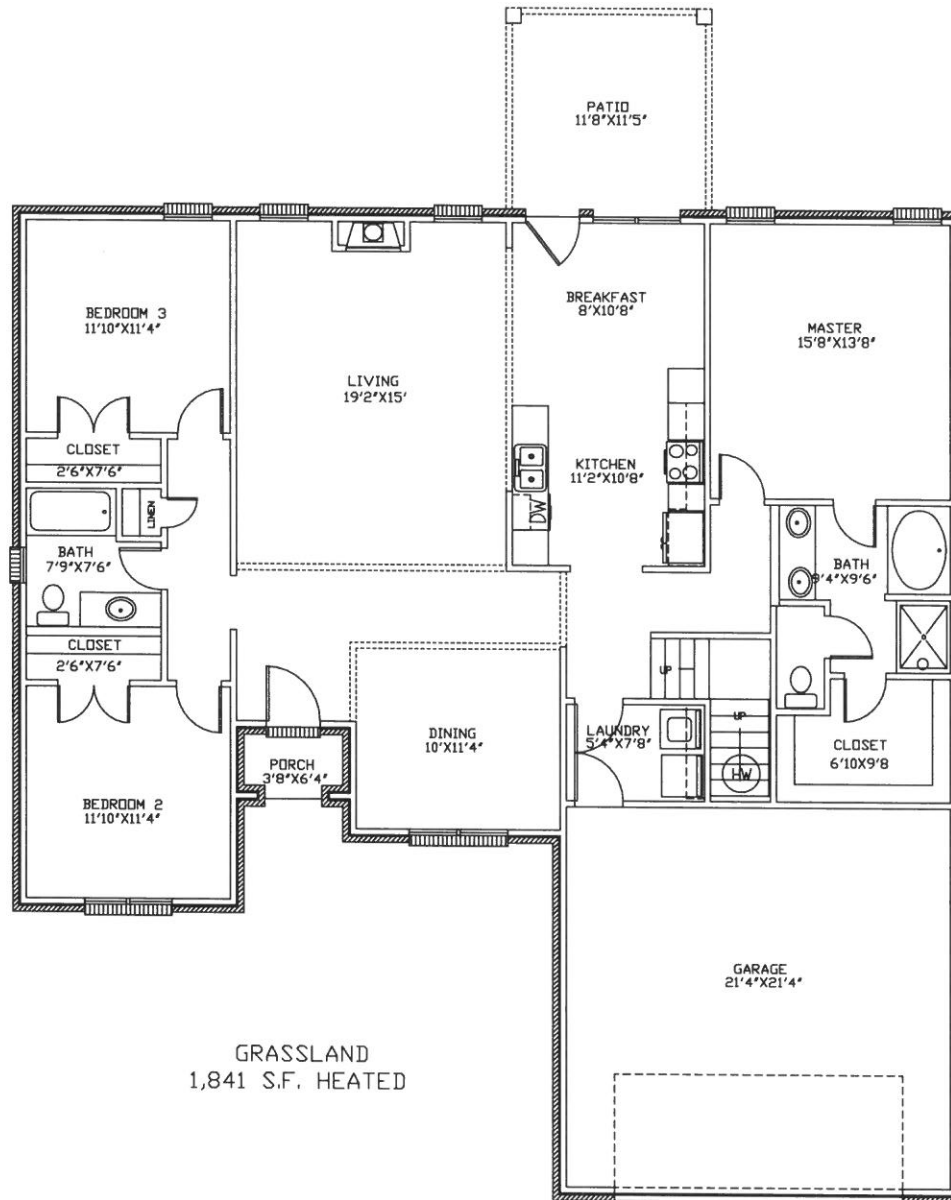 PATIO
11'8"X11'5"
BEDROOM 3
11'10"X11'4"
BREAKFAST
8'X10'8"
MASTER
15'8"X13'8"
LIVING
19'2"X15'
CLOSET
2'6"X7'6"
KITCHEN
11'2"X10'8"
LINEN
DW
BATH
7'9"X7'6"
BATH
8'4"X9'6"
CLOSET
2'6"X7'6"
UP
UP
DINING
10'X11'4"
LAUNDRY
5'4"X7'8"
PORCH
3'8"X6'4"
CLOSET
6'10X9'8
HW
BEDROOM 2
11'10"X11'4"
GARAGE
21'4"X21'4"
GRASSLAND
1,841 S.F. HEATED